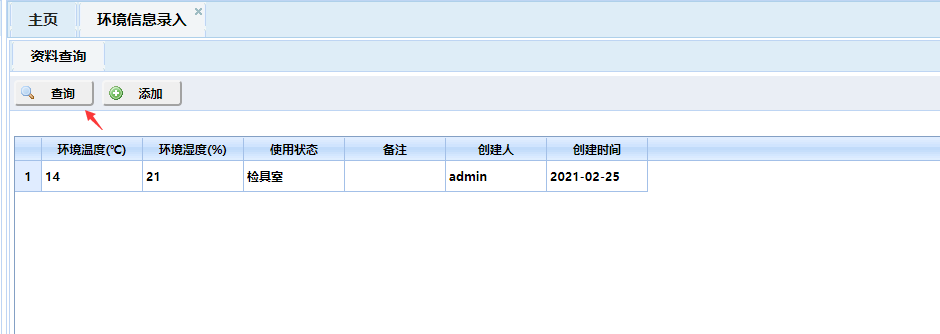 主页 环境信息录入
资料查询
查询 添加
环境温度(℃) 环境湿度(%) 使用状态 备注 创建人 创建时间
1 14 21 检具室 admin 2021-02-25